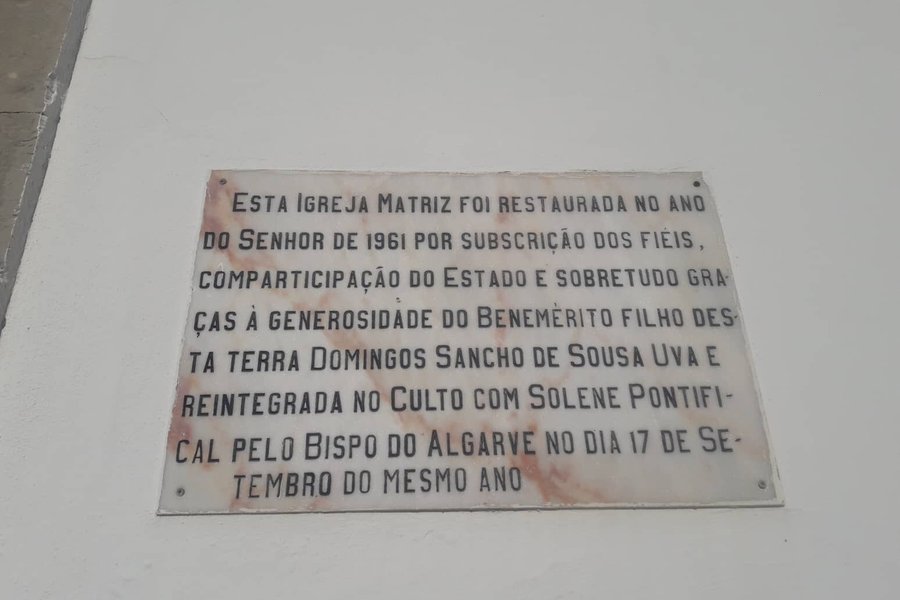 Esta Igreja Matriz foi restaurada no ano
do Senhor de 1961 por subscrição dos fiéis,
comparticipação do Estado e sobretudo gra-
ças à generosidade do Benemérito filho des-
ta terra Domingos Sancho de Sousa Uva e
reintegrada no Culto com Solene Pontifi-
cal pelo Bispo do Algarve no dia 17 de Se-
tembro do mesmo ano